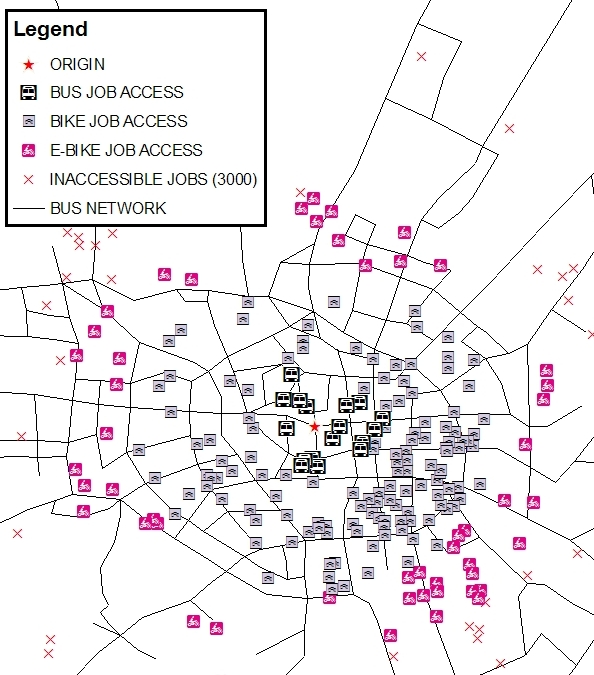 Legend
ORIGIN
BUS JOB ACCESS
BIKE JOB ACCESS
E-BIKE JOB ACCESS
INACCESSIBLE JOBS (3000)
BUS NETWORK